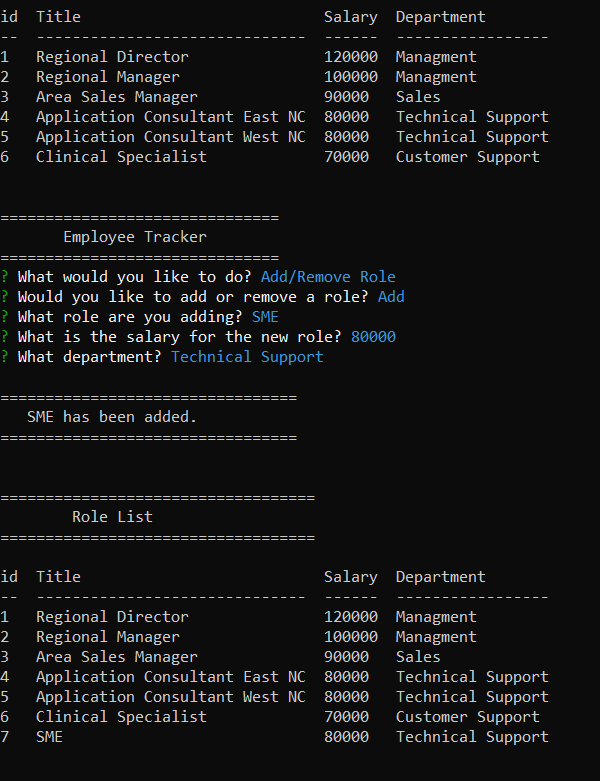 id  Title                           Salary  Department
--  ------------------------------  ------  -----------------
1   Regional Director               120000  Managment
2   Regional Manager                100000  Managment
3   Area Sales Manager              90000   Sales
4   Application Consultant East NC  80000   Technical Support
5   Application Consultant West NC  80000   Technical Support
6   Clinical Specialist             70000   Customer Support
===============================
Employee Tracker
===============================
? What would you like to do? Add/Remove Role
? Would you like to add or remove a role? Add
? What role are you adding? SME
? What is the salary for the new role? 80000
? What department? Technical Support
=================================
SME has been added.
=================================
===================================
Role List
===================================
id  Title                           Salary  Department
--  ------------------------------  ------  -----------------
1   Regional Director               120000  Managment
2   Regional Manager                100000  Managment
3   Area Sales Manager              90000   Sales
4   Application Consultant East NC  80000   Technical Support
5   Application Consultant West NC  80000   Technical Support
6   Clinical Specialist             70000   Customer Support
7   SME                             80000   Technical Support